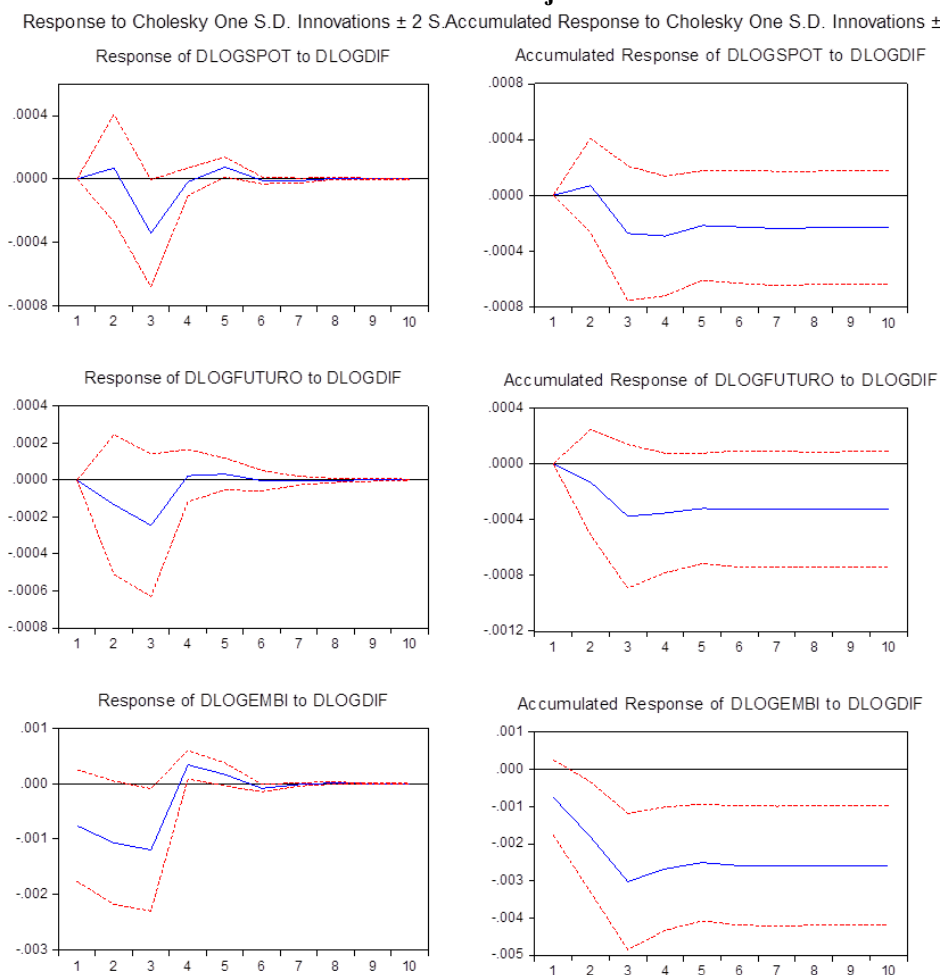 Response to Cholesky One S.D. Innovations ± 2 S.
Accumulated Response to Cholesky One S.D. Innovations ±
Response of DLOGSPOT to DLOGDIF
.0004
.0000
-.0004
-.0008
1 2 3 4 5 6 7 8 9 10
Accumulated Response of DLOGSPOT to DLOGDIF
.0008
.0004
.0000
-.0004
-.0008
1 2 3 4 5 6 7 8 9 10
Response of DLOGFUTURO to DLOGDIF
.0004
.0002
.0000
-.0002
-.0004
-.0006
-.0008
1 2 3 4 5 6 7 8 9 10
Accumulated Response of DLOGFUTURO to DLOGDIF
.0004
.0000
-.0004
-.0008
-.0012
1 2 3 4 5 6 7 8 9 10
Response of DLOGEMBI to DLOGDIF
.001
.000
-.001
-.002
-.003
1 2 3 4 5 6 7 8 9 10
Accumulated Response of DLOGEMBI to DLOGDIF
.001
.000
-.001
-.002
-.003
-.004
-.005
1 2 3 4 5 6 7 8 9 10